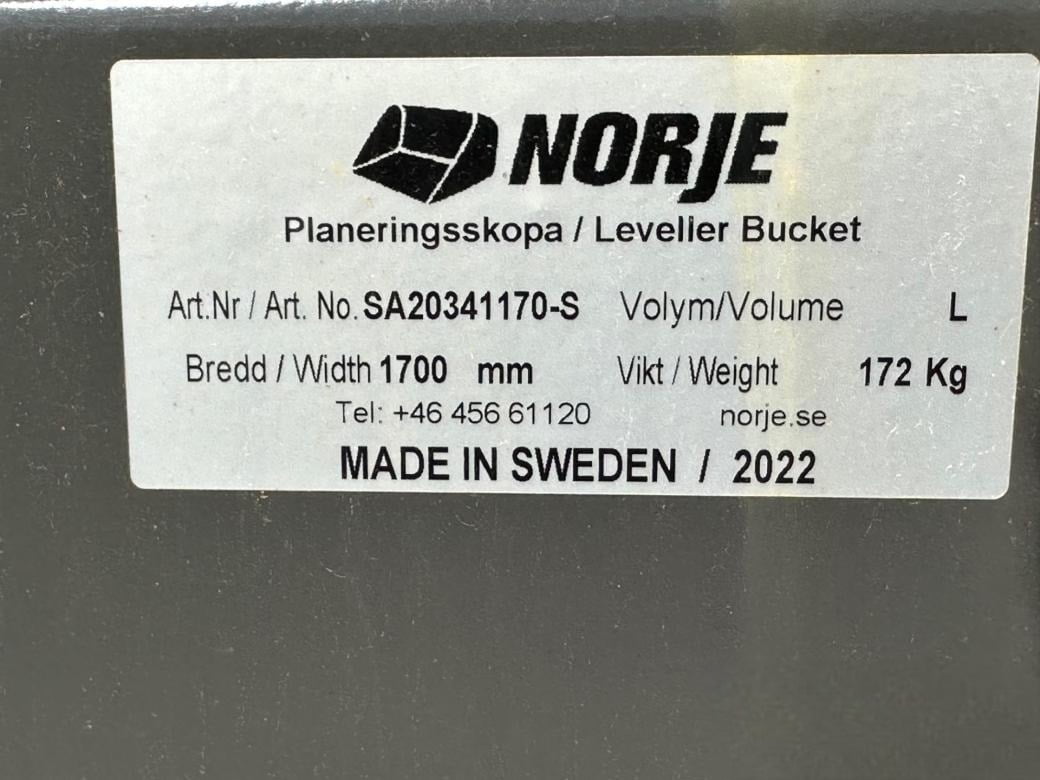 NORJE
Planeringsskopa / Leveller Bucket
Art.Nr / Art. No. SA20341170-S Volym/Volume L
Bredd / Width 1700 mm Vikt / Weight 172 Kg
Tel: +46 456 61120 norje.se
MADE IN SWEDEN / 2022